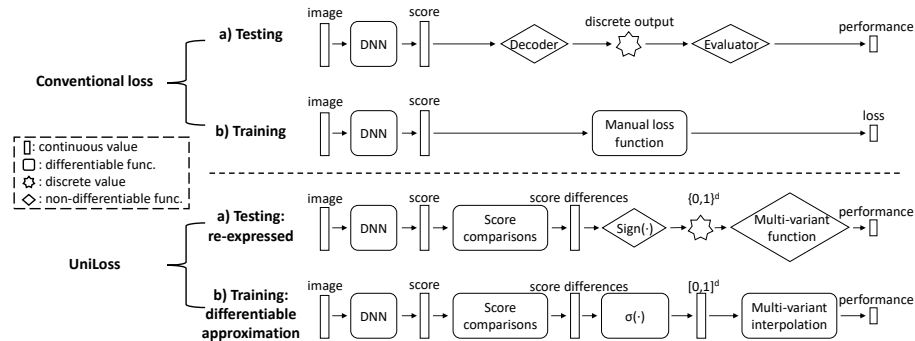 discrete output
a) Testing
image
score
performance
DNN
Decoder
Evaluator
Conventional loss
image
score
loss
b) Training
DNN
Manual loss
function
: continuous value
: differentiable func.
: discrete value
: non-differentiable func.
a) Testing:
re-expressed
image
score
score differences
{0,1}ᵈ
performance
DNN
Score
comparisons
Sign(·)
Multi-variant
function
UniLoss
b) Training:
differentiable
approximation
image
score
score differences
[0,1]ᵈ
performance
DNN
Score
comparisons
σ(·)
Multi-variant
interpolation